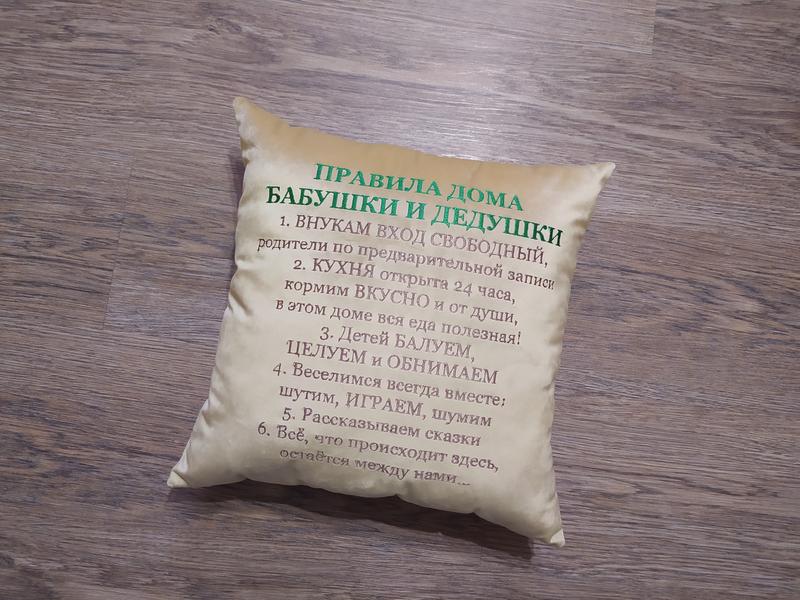 ПРАВИЛА ДОМА
БАБУШКИ И ДЕДУШКИ
1. ВНУКАМ ВХОД СВОБОДНЫЙ,
родители по предварительной записи
2. КУХНЯ открыта 24 часа,
кормим ВКУСНО и от души,
в этом доме вся еда полезная!
3. Детей БАЛУЕМ,
ЦЕЛУЕМ и ОБНИМАЕМ
4. Веселимся всегда вместе:
шутим, ИГРАЕМ, шумим
5. Рассказываем сказки
6. Всё, что происходит здесь,
остаётся между нами...